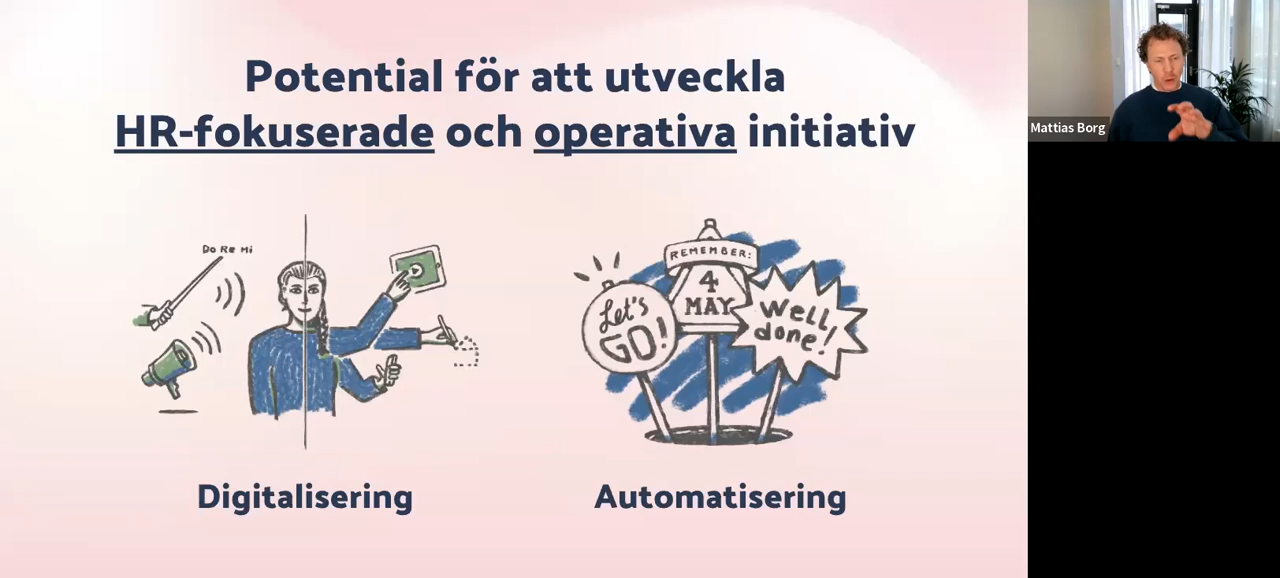 Potential för att utveckla
HR-fokuserade och operativa initiativ
Mattias Borg
Do Re Mi
REMEMBER:
4
MAY
Let's
GO!
Well
done!
Digitalisering
Automatisering